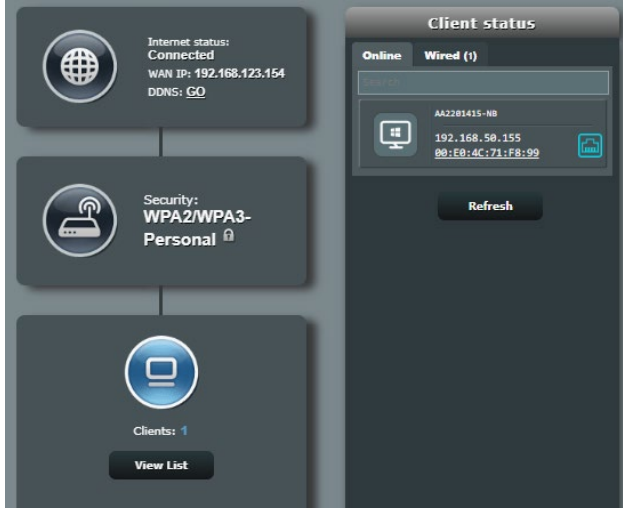 Internet status:
Connected
WAN IP: 192.168.123.154
DDNS: GO
Security:
WPA2/WPA3-
Personal
Clients: 1
View List
Client status
Online Wired (1)
Search
AA2201415-NB
192.168.50.155
00:E0:4C:71:F8:99
Refresh